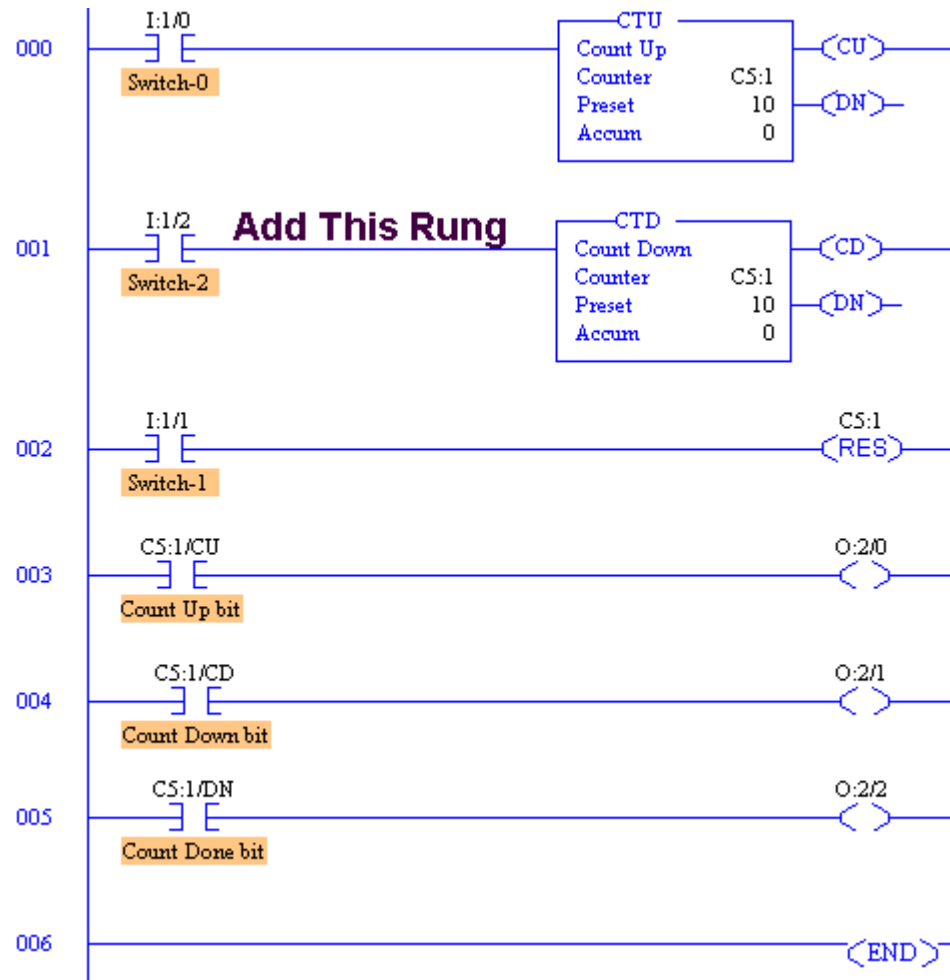 I:1/0
CTU
000
Count Up
CU
Switch-0
Counter C5:1
Preset 10
DN
Accum 0
I:1/2
Add This Rung
CTD
001
Count Down
CD
Switch-2
Counter C5:1
Preset 10
DN
Accum 0
I:1/1
C5:1
002
RES
Switch-1
C5:1/CU
O:2/0
003
Count Up bit
C5:1/CD
O:2/1
004
Count Down bit
C5:1/DN
O:2/2
005
Count Done bit
006
END